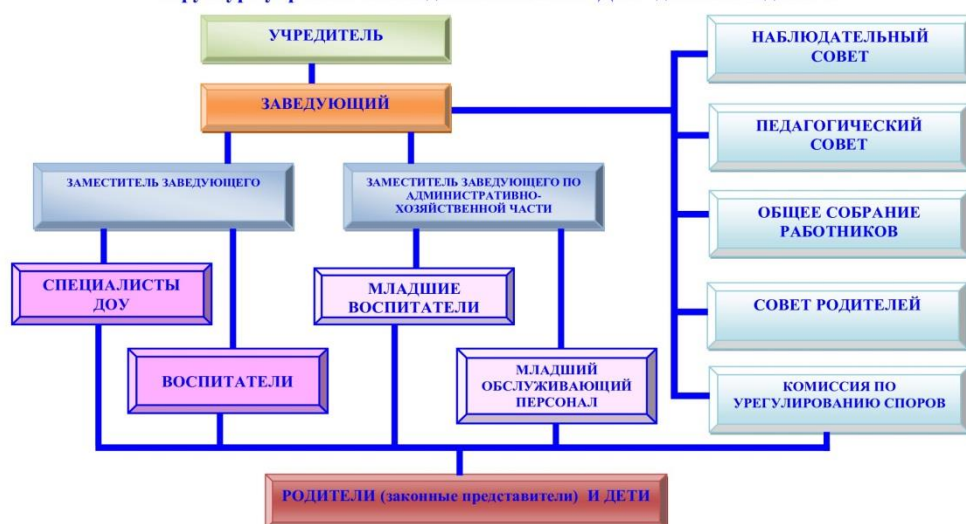 УЧРЕДИТЕЛЬ
НАБЛЮДАТЕЛЬНЫЙ
СОВЕТ
ЗАВЕДУЮЩИЙ
ПЕДАГОГИЧЕСКИЙ
СОВЕТ
ЗАМЕСТИТЕЛЬ ЗАВЕДУЮЩЕГО
ЗАМЕСТИТЕЛЬ ЗАВЕДУЮЩЕГО ПО
АДМИНИСТРАТИВНО-
ХОЗЯЙСТВЕННОЙ ЧАСТИ
ОБЩЕЕ СОБРАНИЕ
РАБОТНИКОВ
СПЕЦИАЛИСТЫ
ДОУ
МЛАДШИЕ
ВОСПИТАТЕЛИ
СОВЕТ РОДИТЕЛЕЙ
ВОСПИТАТЕЛИ
МЛАДШИЙ
ОБСЛУЖИВАЮЩИЙ
ПЕРСОНАЛ
КОМИССИЯ ПО
УРЕГУЛИРОВАНИЮ СПОРОВ
РОДИТЕЛИ (законные представители) И ДЕТИ